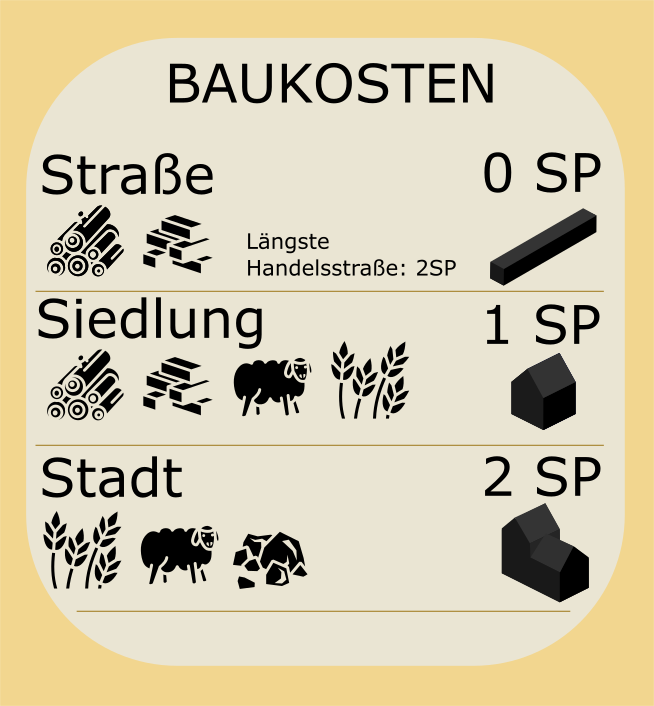 BAUKOSTEN
Straße
0 SP
Längste
Handelsstraße: 2SP
Siedlung
1 SP
Stadt
2 SP